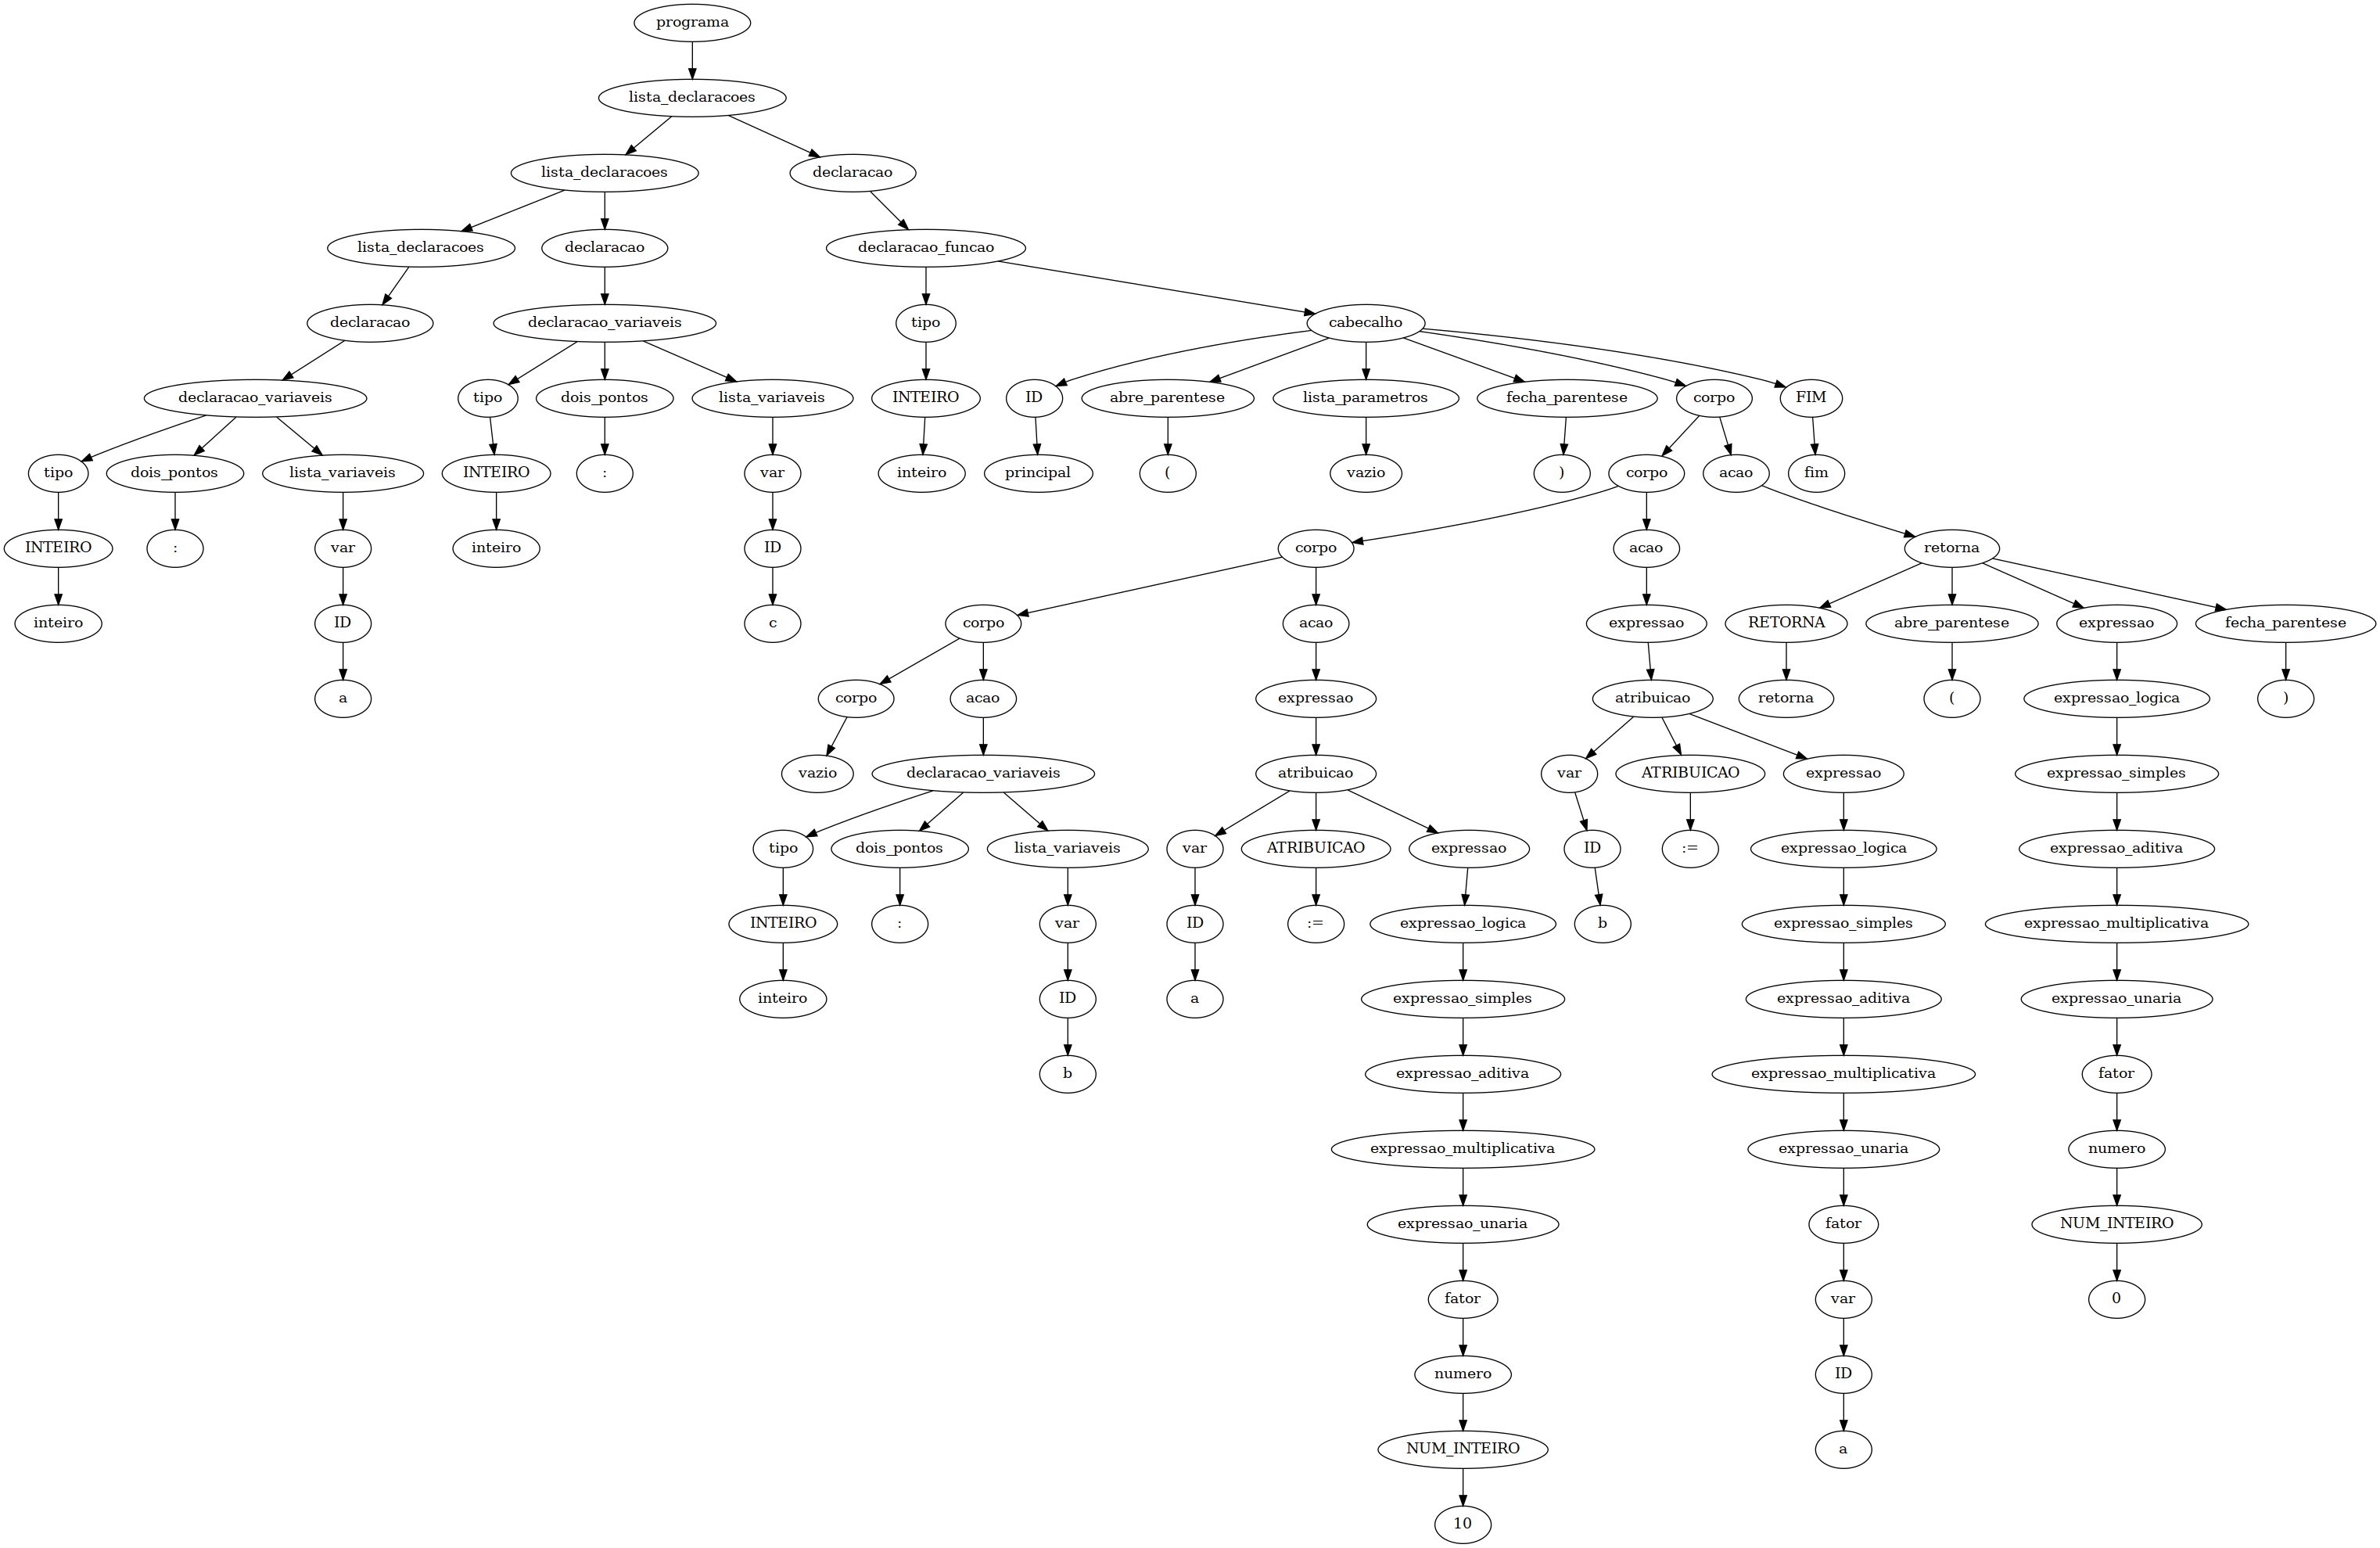 programa
lista_declaracoes
lista_declaracoes declaracao
lista_declaracoes declaracao declaracao_funcao
declaracao declaracao_variaveis tipo cabecalho
declaracao_variaveis tipo dois_pontos lista_variaveis INTEIRO ID abre_parentese lista_parametros fecha_parentese corpo FIM
tipo dois_pontos lista_variaveis INTEIRO : var inteiro principal ( vazio ) corpo acao fim
INTEIRO : var inteiro ID corpo acao retorna
inteiro ID c corpo acao expressao RETORNA abre_parentese expressao fecha_parentese
a corpo acao expressao atribuicao retorna ( expressao_logica )
vazio declaracao_variaveis atribuicao var ATRIBUICAO expressao expressao_simples
tipo dois_pontos lista_variaveis var ATRIBUICAO expressao ID := expressao_logica expressao_aditiva
INTEIRO : var ID := expressao_logica b expressao_simples expressao_multiplicativa
inteiro ID a expressao_simples expressao_aditiva expressao_unaria
b expressao_aditiva expressao_multiplicativa fator
expressao_multiplicativa expressao_unaria numero
expressao_unaria fator NUM_INTEIRO
fator var 0
numero ID
NUM_INTEIRO a
10